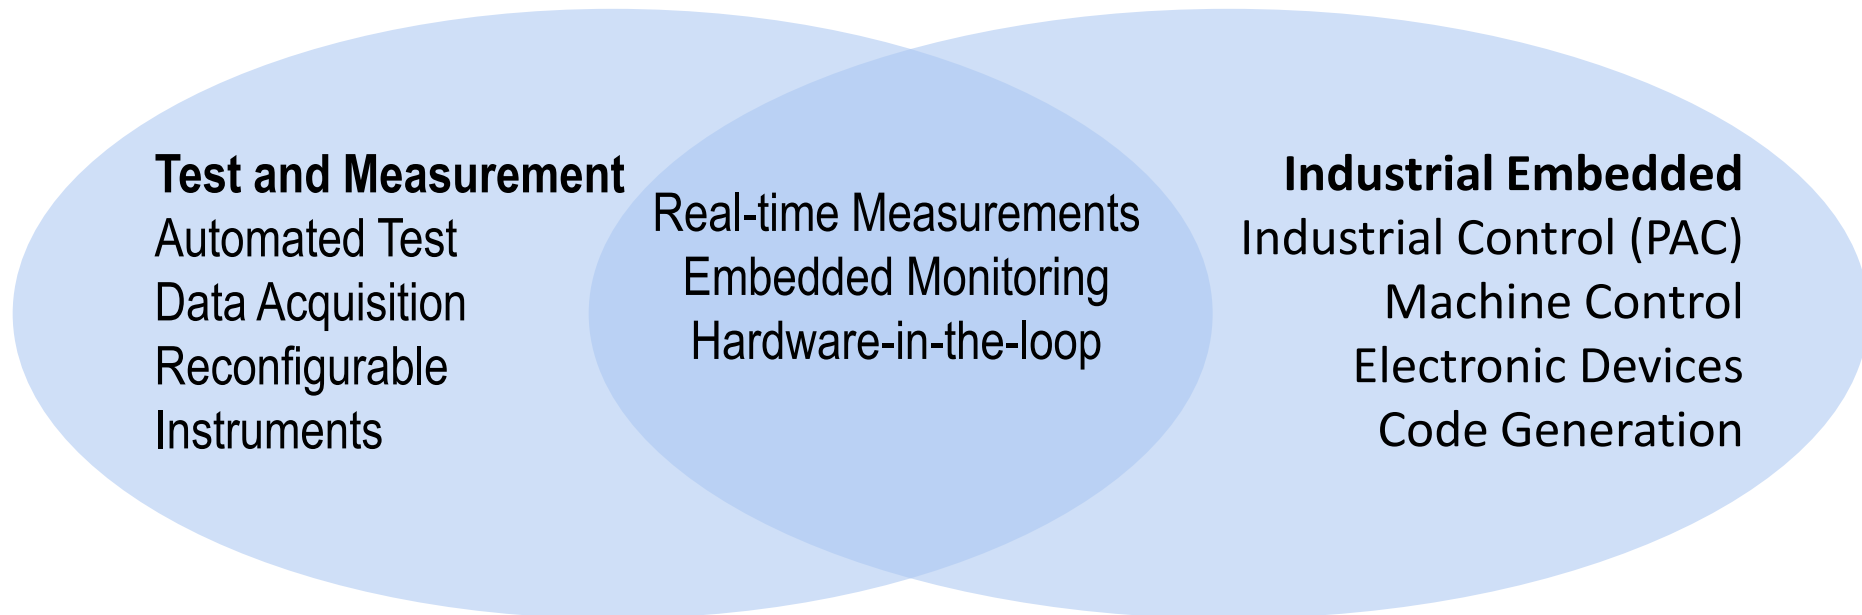 Test and Measurement
Automated Test
Data Acquisition
Reconfigurable
Instruments
Real-time Measurements
Embedded Monitoring
Hardware-in-the-loop
Industrial Embedded
Industrial Control (PAC)
Machine Control
Electronic Devices
Code Generation